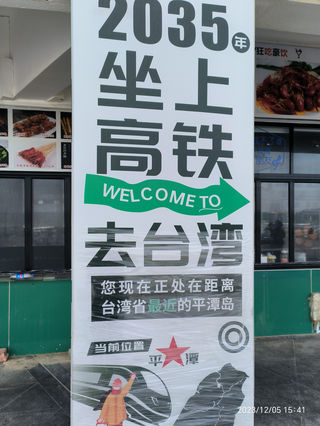 2035年
坐上
高铁
WELCOME TO
去台湾
您现在正处在距离
台湾省最近的平潭岛
当前位置
平潭
2023/12/05 15:41